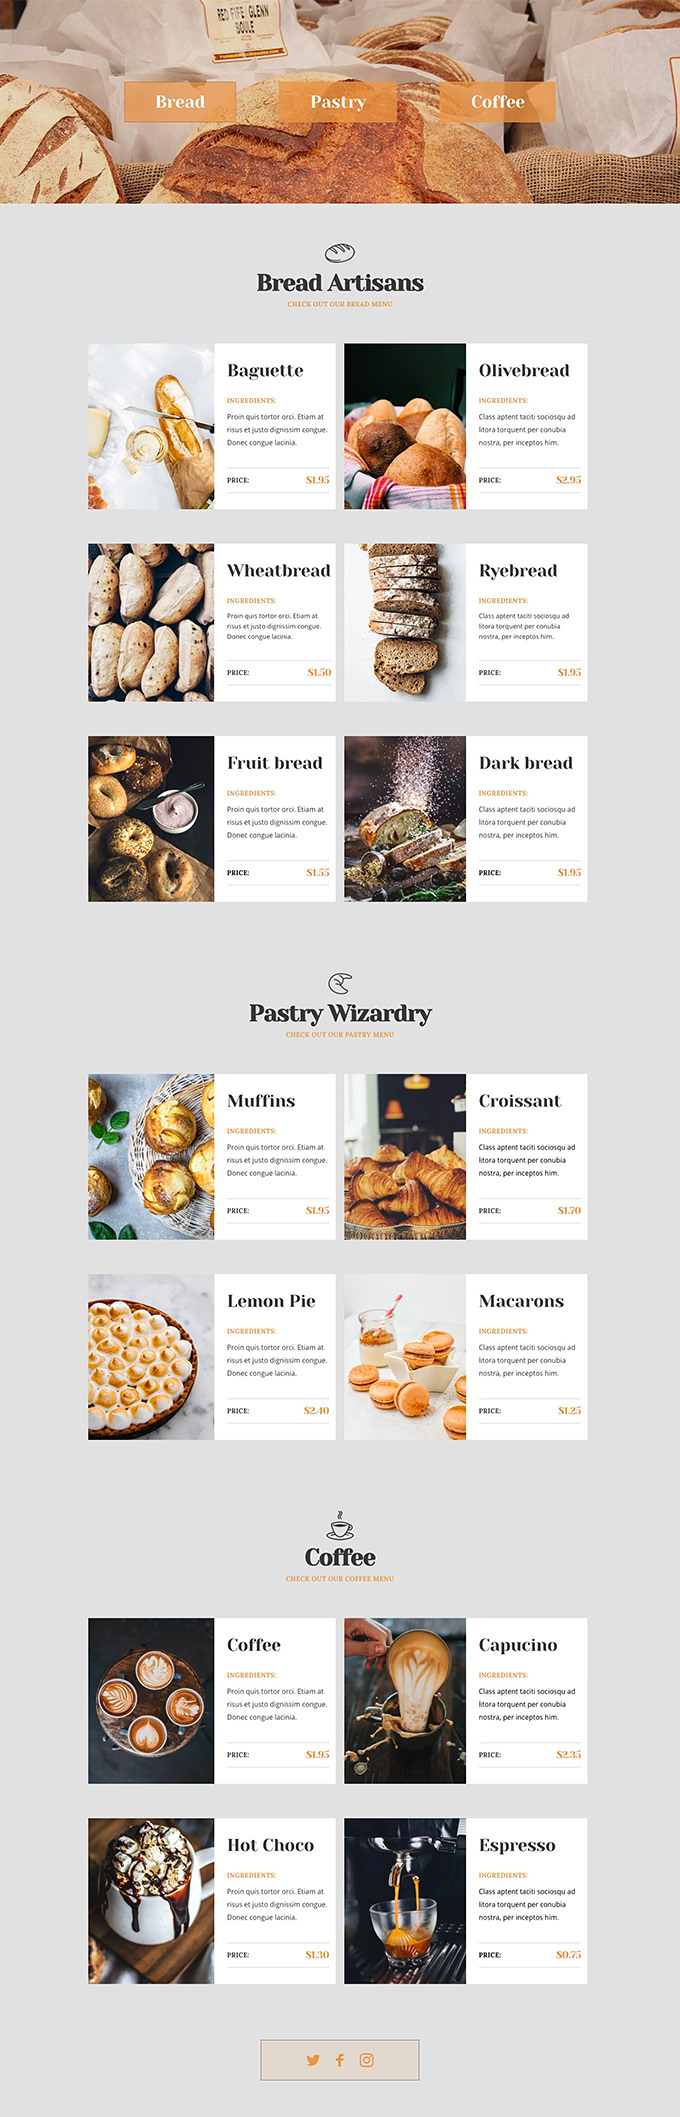 RED FIFE / GLENN
BOULE
Bread
Pastry
Coffee
Bread Artisans
CHECK OUT OUR BREAD MENU
Baguette
INGREDIENTS:
Proin quis tortor orci. Etiam at
risus et justo dignissim congue.
Donec congue lacinia.
PRICE: $1.95
Olivebread
INGREDIENTS:
Class aptent taciti sociosqu ad
litora torquent per conubia
nostra, per inceptos him.
PRICE: $2.95
Wheatbread
INGREDIENTS:
Proin quis tortor orci. Etiam at
risus et justo dignissim congue.
Donec congue lacinia.
PRICE: $1.50
Ryebread
INGREDIENTS:
Class aptent taciti sociosqu ad
litora torquent per conubia
nostra, per inceptos him.
PRICE: $1.95
Fruit bread
INGREDIENTS:
Proin quis tortor orci. Etiam at
risus et justo dignissim congue.
Donec congue lacinia.
PRICE: $1.55
Dark bread
INGREDIENTS:
Class aptent taciti sociosqu ad
litora torquent per conubia
nostra, per inceptos him.
PRICE: $1.95
Pastry Wizardry
CHECK OUT OUR PASTRY MENU
Muffins
INGREDIENTS:
Proin quis tortor orci. Etiam at
risus et justo dignissim congue.
Donec congue lacinia.
PRICE: $1.95
Croissant
INGREDIENTS:
Class aptent taciti sociosqu ad
litora torquent per conubia
nostra, per inceptos him.
PRICE: $1.70
Lemon Pie
INGREDIENTS:
Proin quis tortor orci. Etiam at
risus et justo dignissim congue.
Donec congue lacinia.
PRICE: $2.40
Macarons
INGREDIENTS:
Class aptent taciti sociosqu ad
litora torquent per conubia
nostra, per inceptos him.
PRICE: $1.25
Coffee
CHECK OUT OUR COFFEE MENU
Coffee
INGREDIENTS:
Proin quis tortor orci. Etiam at
risus et justo dignissim congue.
Donec congue lacinia.
PRICE: $1.95
Capucino
INGREDIENTS:
Class aptent taciti sociosqu ad
litora torquent per conubia
nostra, per inceptos him.
PRICE: $2.35
Hot Choco
INGREDIENTS:
Proin quis tortor orci. Etiam at
risus et justo dignissim congue.
Donec congue lacinia.
PRICE: $1.30
Espresso
INGREDIENTS:
Class aptent taciti sociosqu ad
litora torquent per conubia
nostra, per inceptos him.
PRICE: $0.75